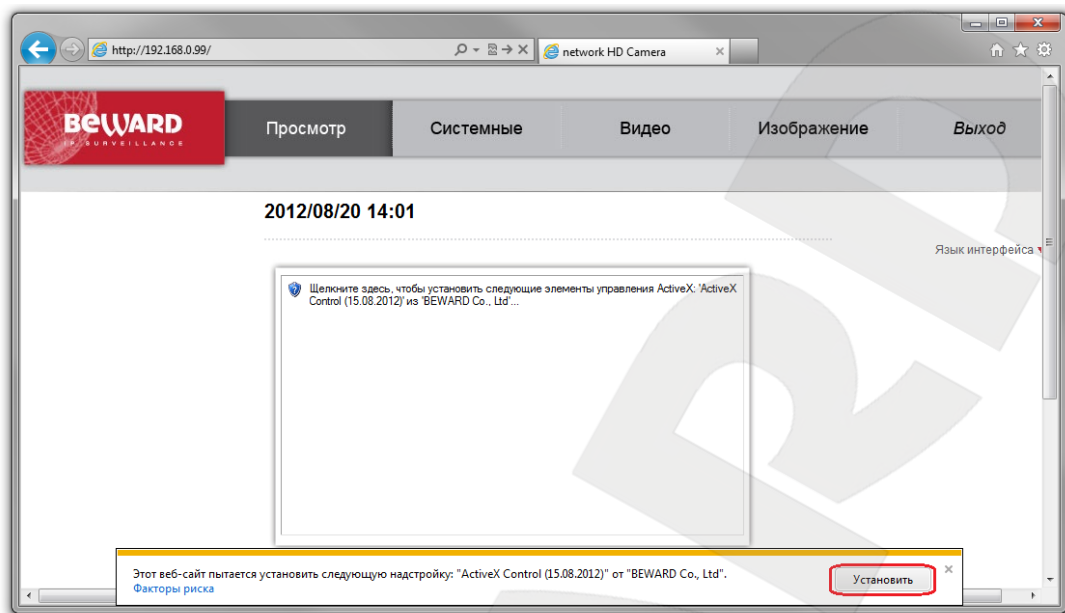 http://192.168.0.99/
network HD Camera
BEWARD
IP SURVEILLANCE
Просмотр
Системные
Видео
Изображение
Выход
2012/08/20 14:01
Язык интерфейса
Щелкните здесь, чтобы установить следующие элементы управления ActiveX: 'ActiveX
Control (15.08.2012)' из 'BEWARD Co., Ltd'...
Этот веб-сайт пытается установить следующую надстройку: "ActiveX Control (15.08.2012)" от "BEWARD Co., Ltd".
Факторы риска
Установить